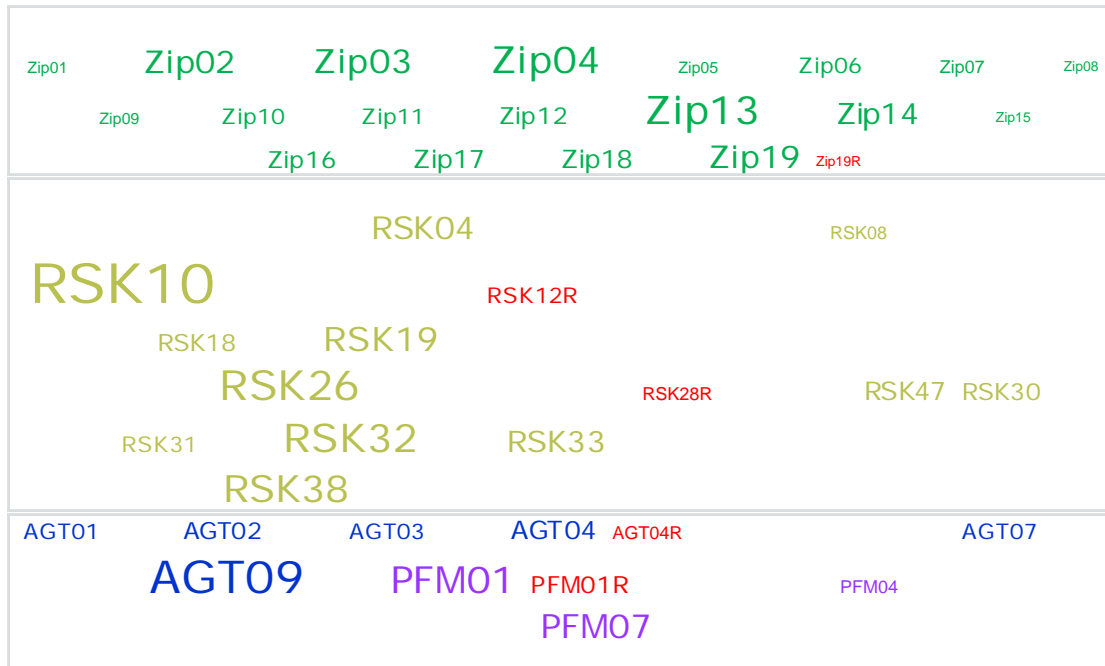 Zip01 Zip02 Zip03 Zip04 Zip05 Zip06 Zip07 Zip08
Zip09 Zip10 Zip11 Zip12 Zip13 Zip14 Zip15
Zip16 Zip17 Zip18 Zip19 Zip19R
RSK04 RSK08
RSK10 RSK12R
RSK18 RSK19
RSK26 RSK28R RSK47 RSK30
RSK31 RSK32 RSK33
RSK38
AGT01 AGT02 AGT03 AGT04 AGT04R AGT07
AGT09 PFM01 PFM01R PFM04
PFM07